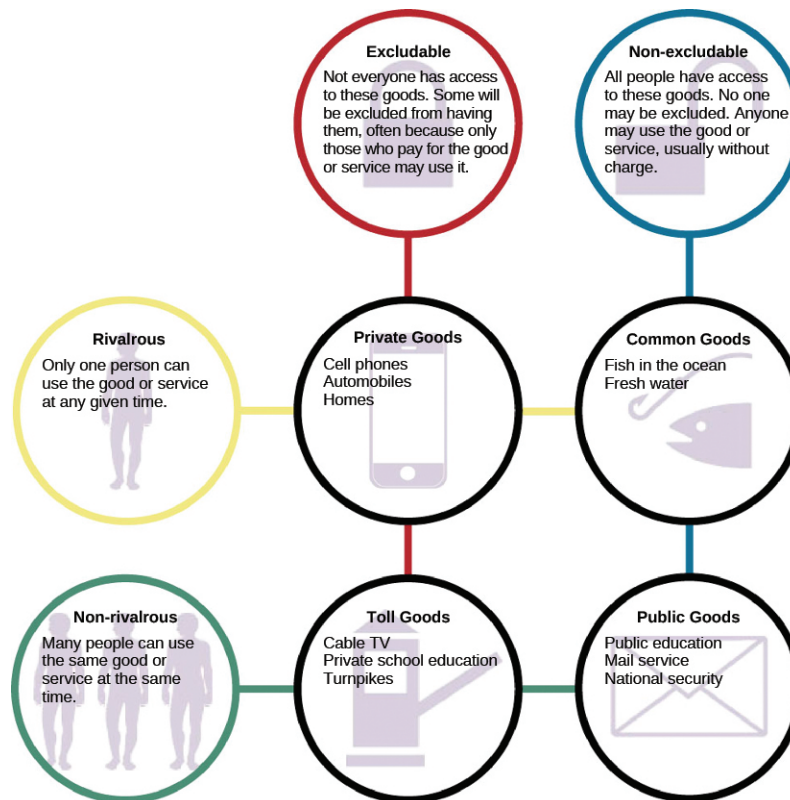 Excludable
Not everyone has access
to these goods. Some will
be excluded from having
them, often because only
those who pay for the good
or service may use it.
Non-excludable
All people have access
to these goods. No one
may be excluded. Anyone
may use the good or
service, usually without
charge.
Rivalrous
Only one person can
use the good or service
at any given time.
Private Goods
Cell phones
Automobiles
Homes
Common Goods
Fish in the ocean
Fresh water
Non-rivalrous
Many people can use
the same good or
service at the same
time.
Toll Goods
Cable TV
Private school education
Turnpikes
Public Goods
Public education
Mail service
National security